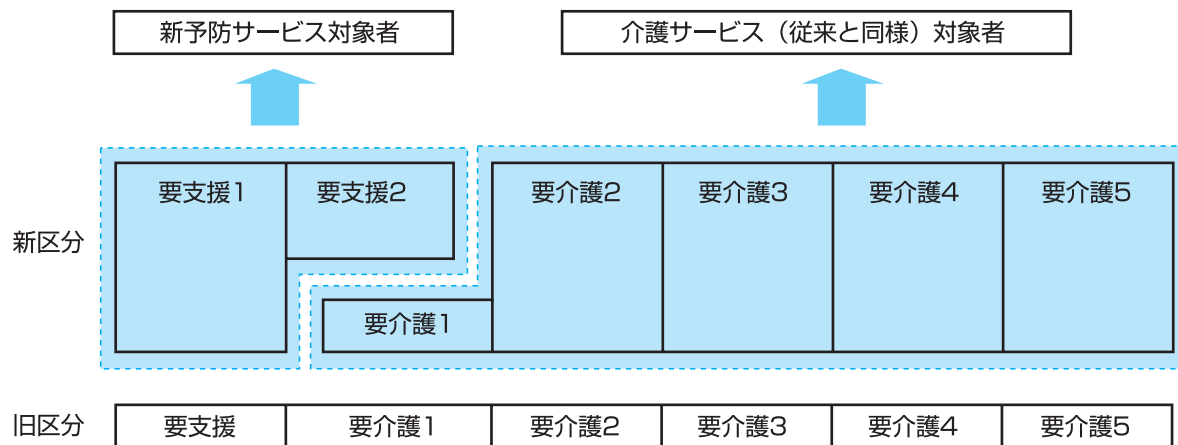 新予防サービス対象者
介護サービス（従来と同様）対象者
要支援1
要支援2
要介護2
要介護3
要介護4
要介護5
新区分
要介護1
旧区分
要支援
要介護1
要介護2
要介護3
要介護4
要介護5